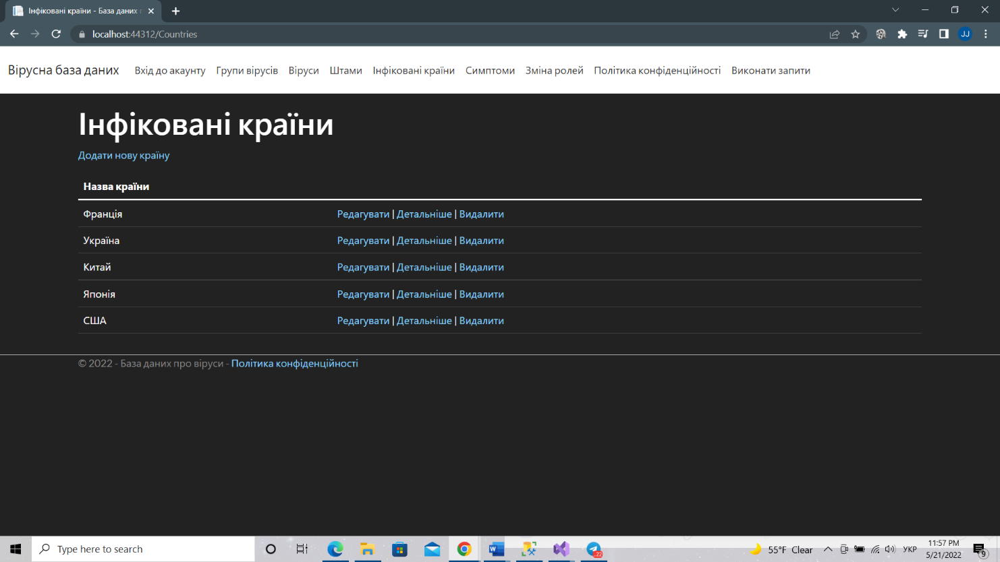 Інфіковані країни - База даних п
localhost:44312/Countries
JJ
Вірусна база даних Вхід до акаунту Групи вірусів Віруси Штами Інфіковані країни Симптоми Зміна ролей Політика конфіденційності Виконати запити
Інфіковані країни
Додати нову країну
Назва країни
Франція Редагувати | Детальніше | Видалити
Україна Редагувати | Детальніше | Видалити
Китай Редагувати | Детальніше | Видалити
Японія Редагувати | Детальніше | Видалити
США Редагувати | Детальніше | Видалити
© 2022 - База даних про віруси - Політика конфіденційності
Type here to search
22
55°F Clear
УКР
11:57 PM
5/21/2022
9